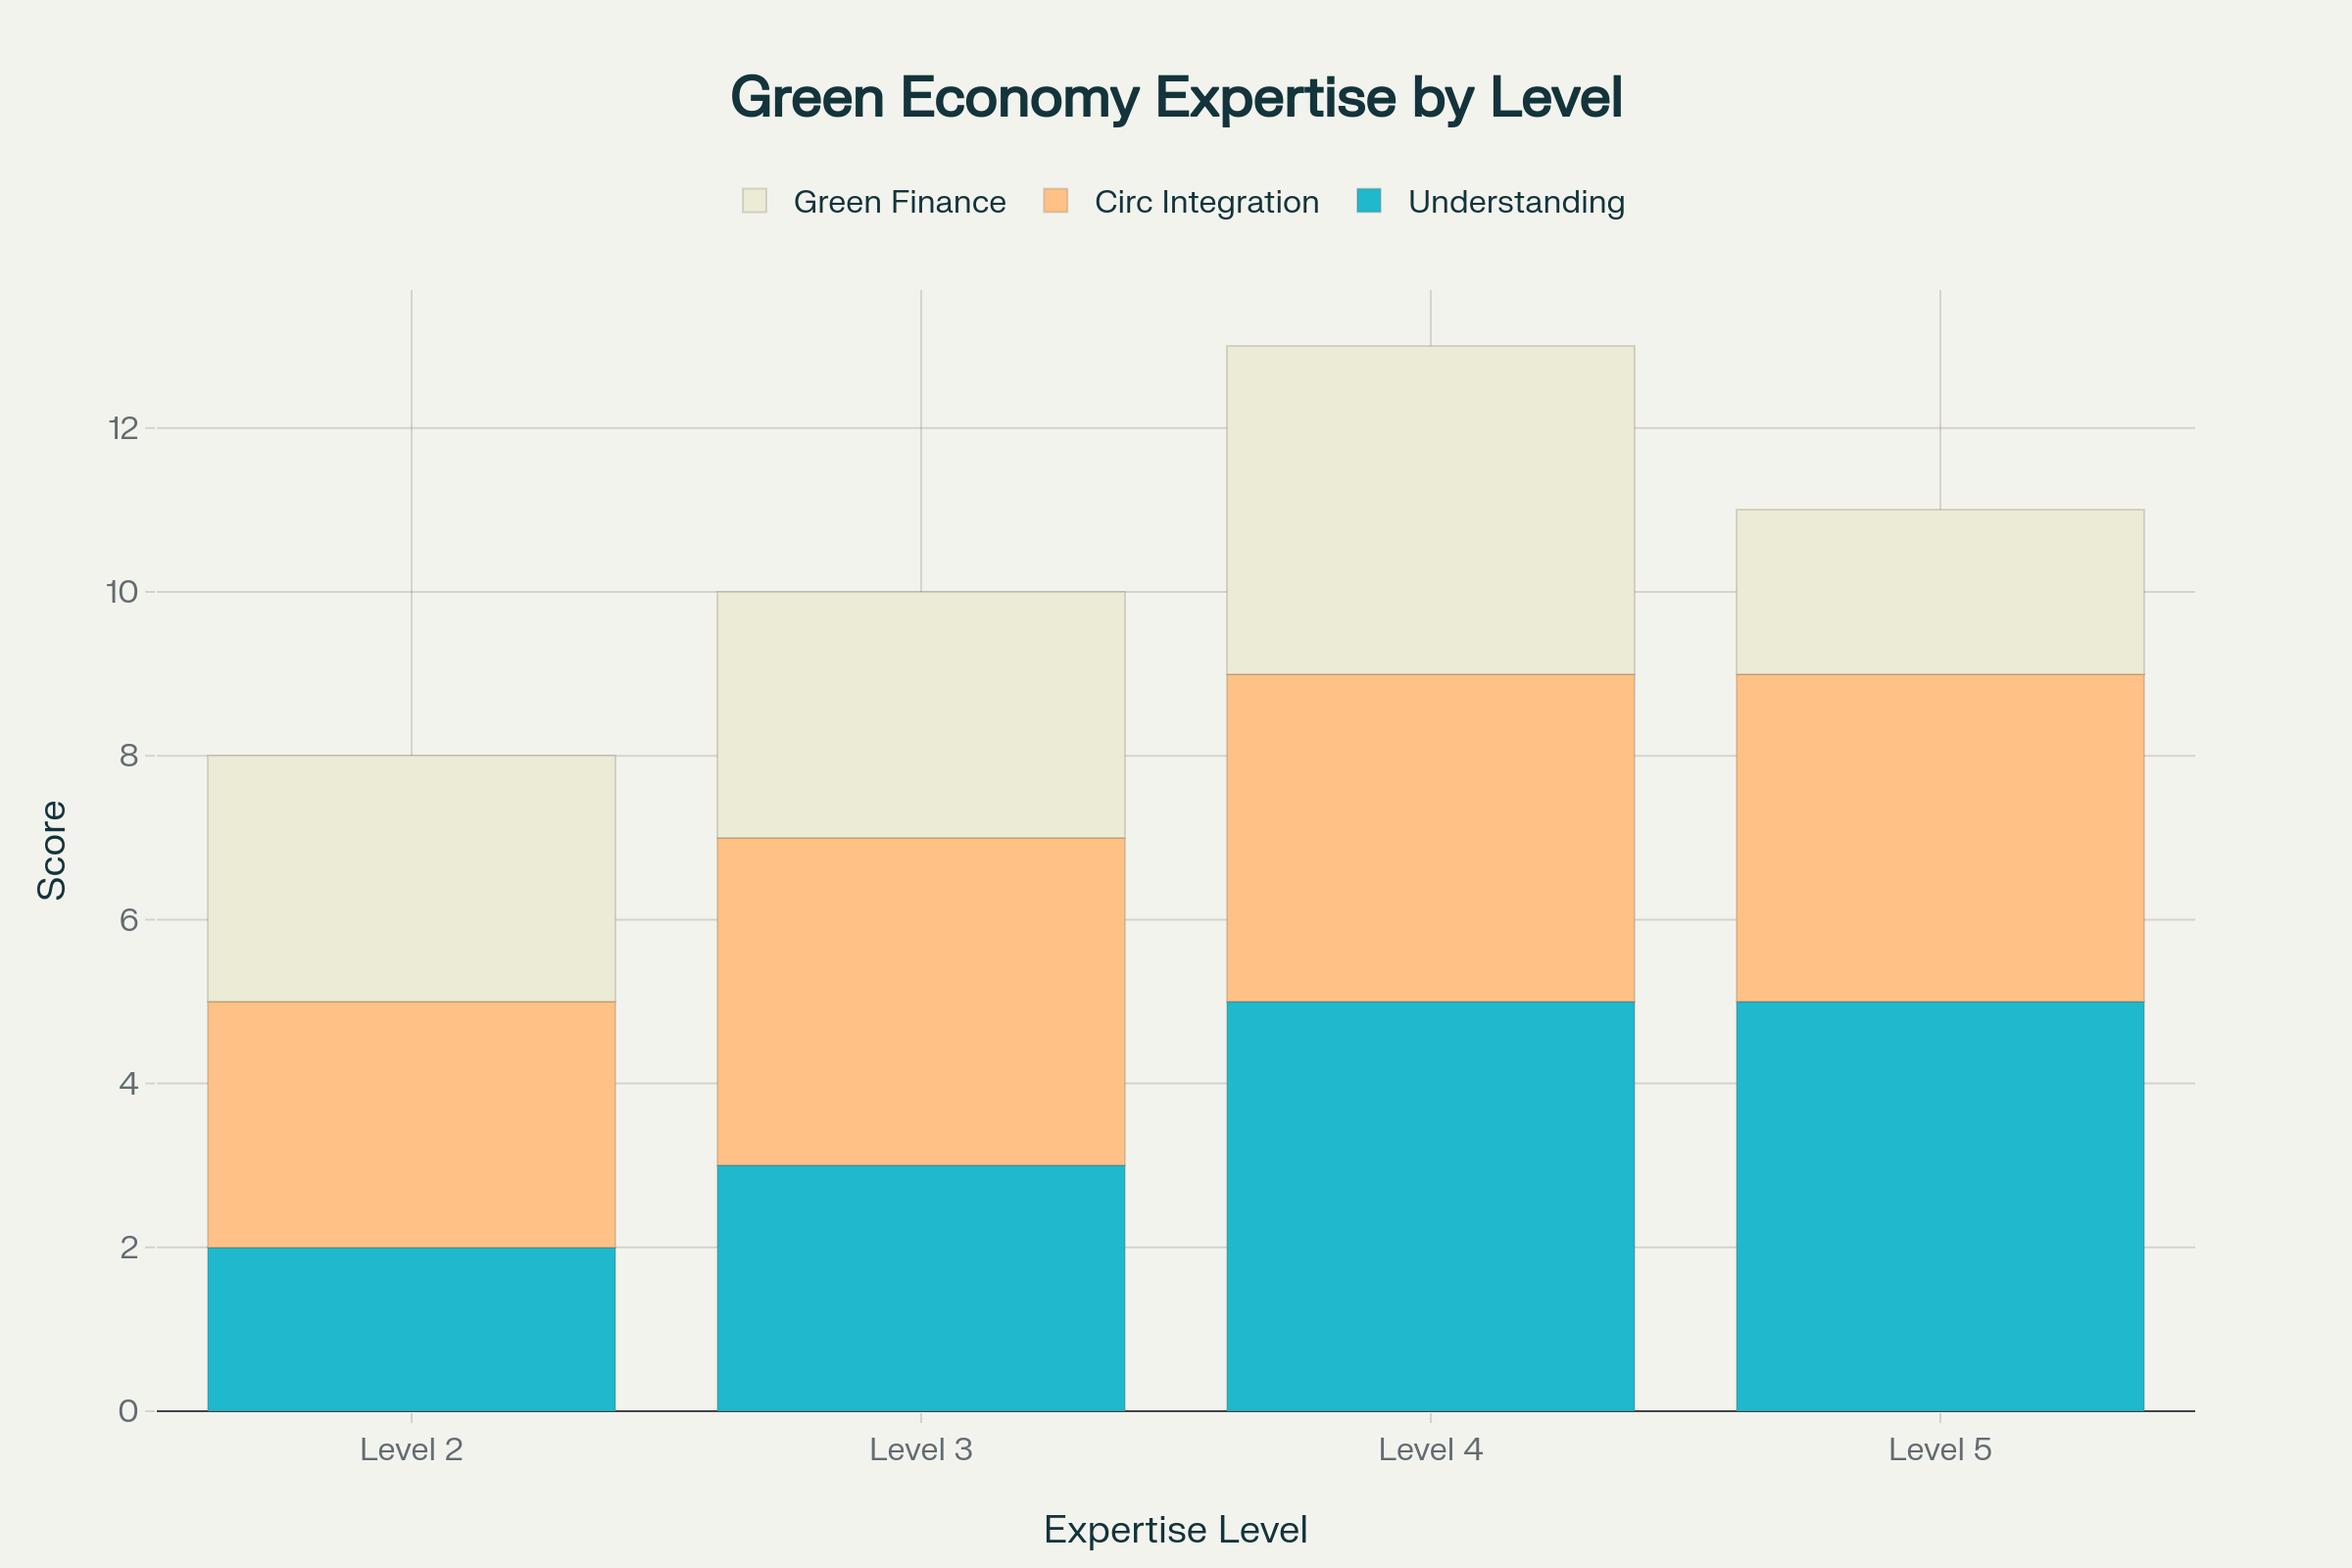 Green Economy Expertise by Level
Green Finance Circ Integration Understanding
12
10
8
6
4
2
0
Score
Level 2 Level 3 Level 4 Level 5
Expertise Level